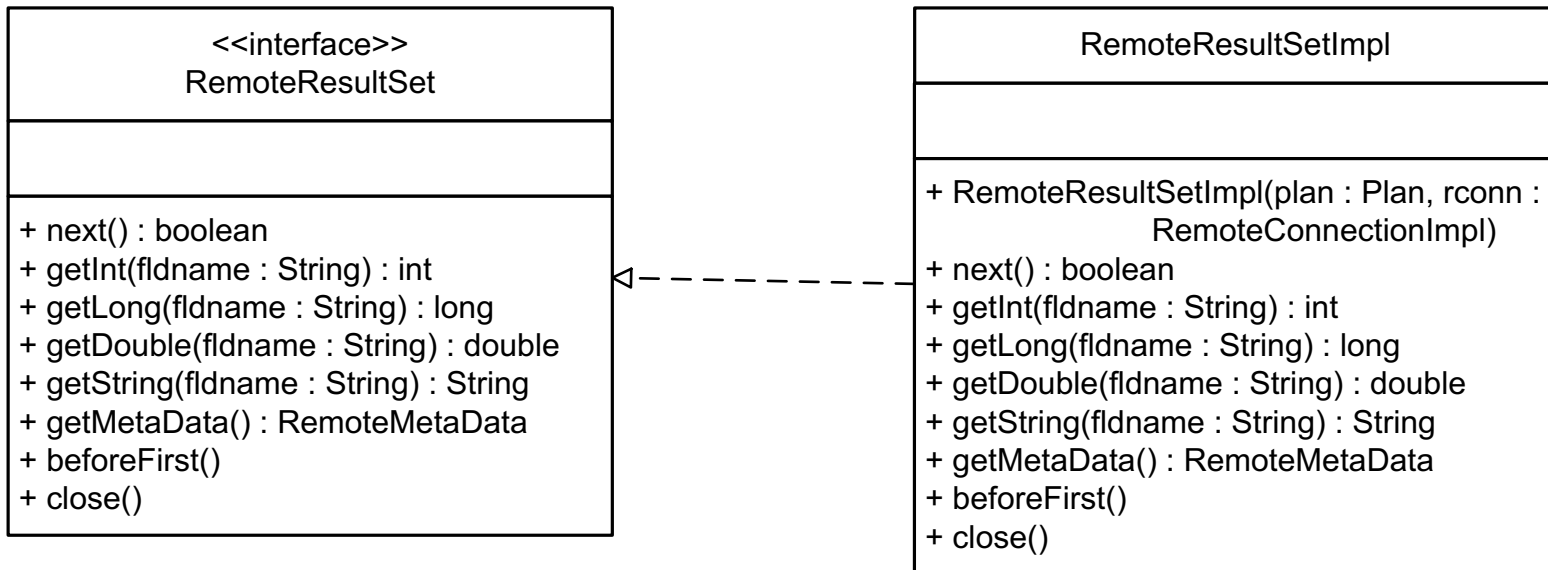 <<interface>>
RemoteResultSet
+ next() : boolean
+ getInt(fldname : String) : int
+ getLong(fldname : String) : long
+ getDouble(fldname : String) : double
+ getString(fldname : String) : String
+ getMetaData() : RemoteMetaData
+ beforeFirst()
+ close()
RemoteResultSetImpl
+ RemoteResultSetImpl(plan : Plan, rconn :
RemoteConnectionImpl)
+ next() : boolean
+ getInt(fldname : String) : int
+ getLong(fldname : String) : long
+ getDouble(fldname : String) : double
+ getString(fldname : String) : String
+ getMetaData() : RemoteMetaData
+ beforeFirst()
+ close()